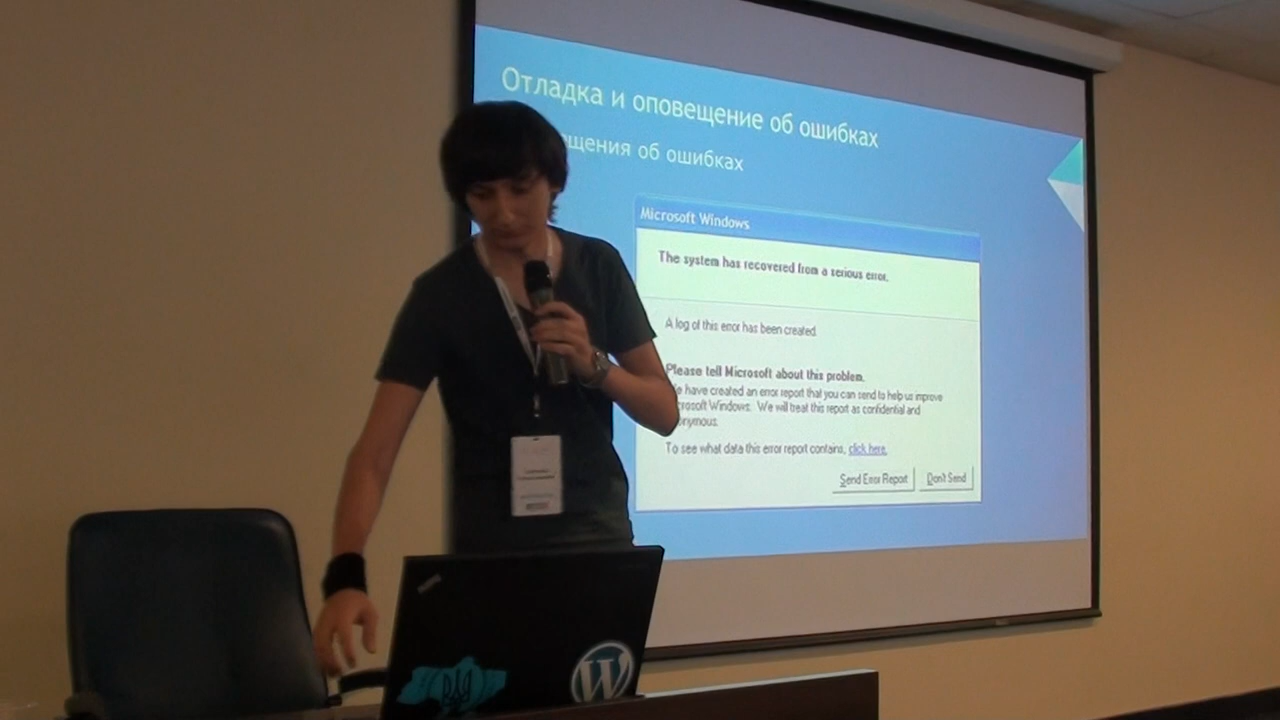 Отладка и оповещение об ошибках
об ошибках
Microsoft Windows
The system has recovered from a serious error.
A log of this error has been created.
Please tell Microsoft about this problem.
have created an error report that you can send to help us improve
Windows. We will treat this report as confidential and
To see what data this error report contains, click here.
Send Error Report
Don't Send
W